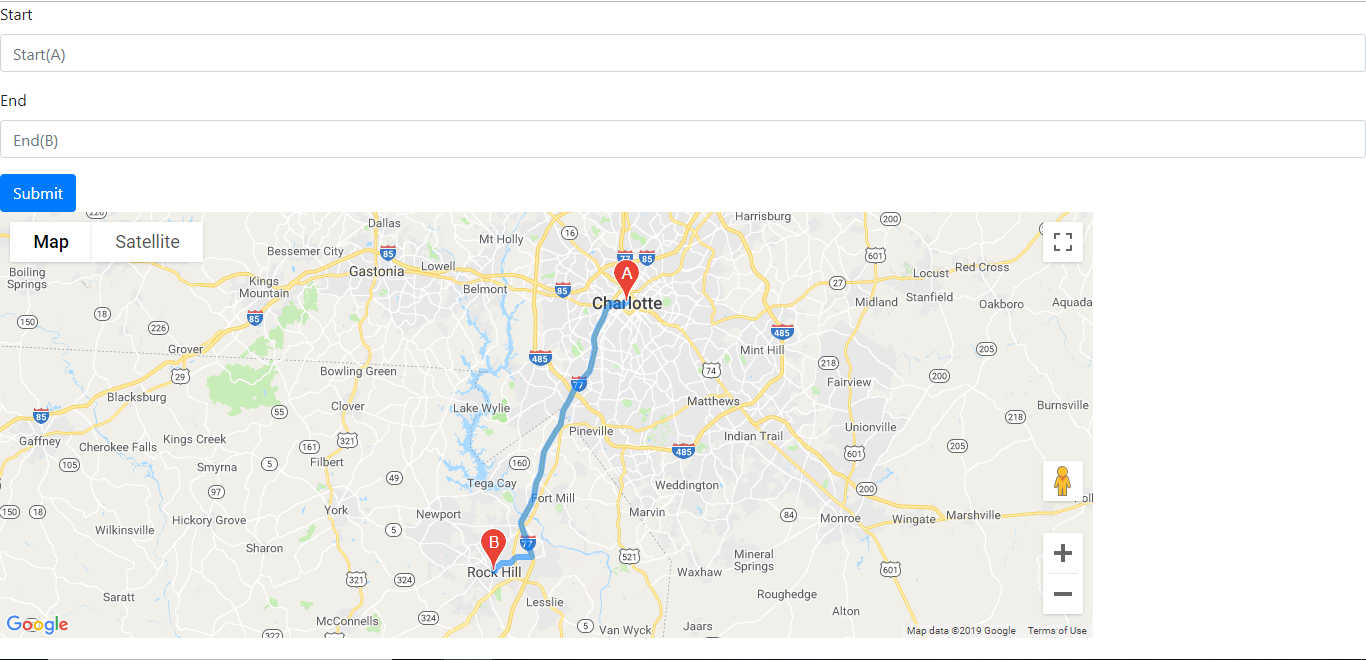 Start
Start(A)
End
End(B)
Submit
Map
Satellite
220
Dallas
Harrisburg
200
16
Mt Holly
Bessemer City
85
77
85
601
Boiling
Springs
Gastonia
Lowell
A
Locust
Red Cross
Kings
Mountain
Belmont
85
27
Midland
Stanfield
Oakboro
Aquada
Charlotte
18
85
150
226
485
Grover
485
Mint Hill
205
29
Bowling Green
77
74
218
200
Fairview
Blacksburg
Clover
Lake Wylie
Matthews
Burnsville
85
55
218
Gaffney
Cherokee Falls
Kings Creek
321
161
Pineville
Indian Trail
Unionville
205
485
601
105
Smyrna
5
Filbert
160
49
Tega Cay
Weddington
97
200
Fort Mill
150
18
York
Newport
Marvin
84
Monroe
Wingate
Marshville
Hickory Grove
Wilkinsville
5
B
77
Sharon
521
Mineral
Springs
Rock Hill
Waxhaw
601
321
324
Saratt
Lesslie
Roughedge
Alton
McConnells
324
5
Van Wyck
Jaars
322
Google
Map data ©2019 Google
Terms of Use